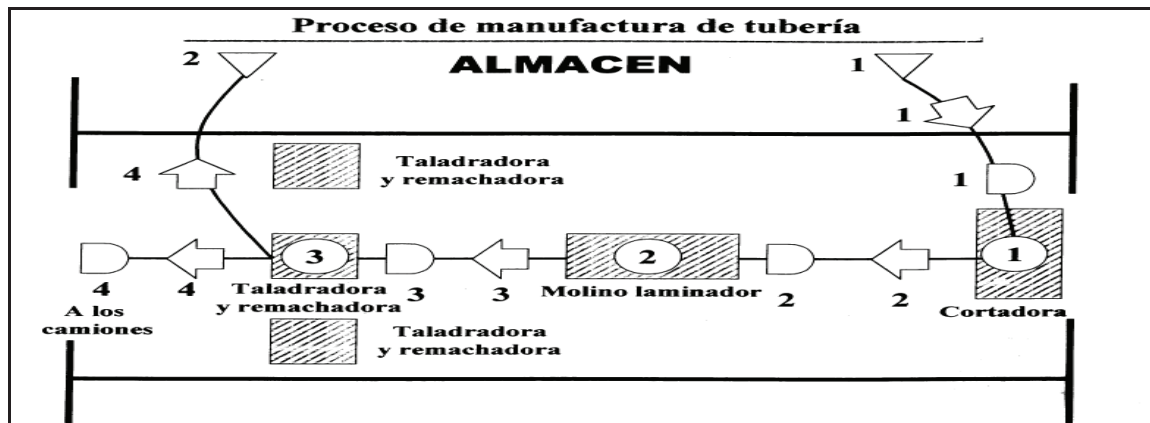 Proceso de manufactura de tubería
2
ALMACEN
1
1
4
Taladradora
y remachadora
1
3
2
1
4
4
Taladradora
y remachadora
3
3
Molino laminador
2
2
Cortadora
A los
camiones
Taladradora
y remachadora